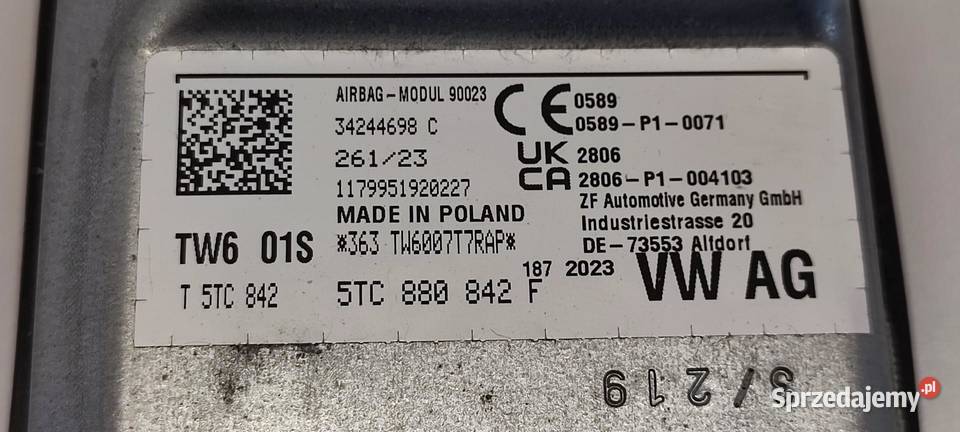 AIRBAG-MODUL 90023
34244698 C
261/23
1179951920227
MADE IN POLAND
*363 TW6007T7RAP*
CE 0589
0589-P1-0071
UK CA 2806
2806-P1-004103
ZF Automotive Germany GmbH
Industriestrasse 20
DE-73553 Alfdorf
TW6 01S
187 2023
VW AG
T 5TC 842
5TC 880 842 F
3/219
Sprzedajemy.pl